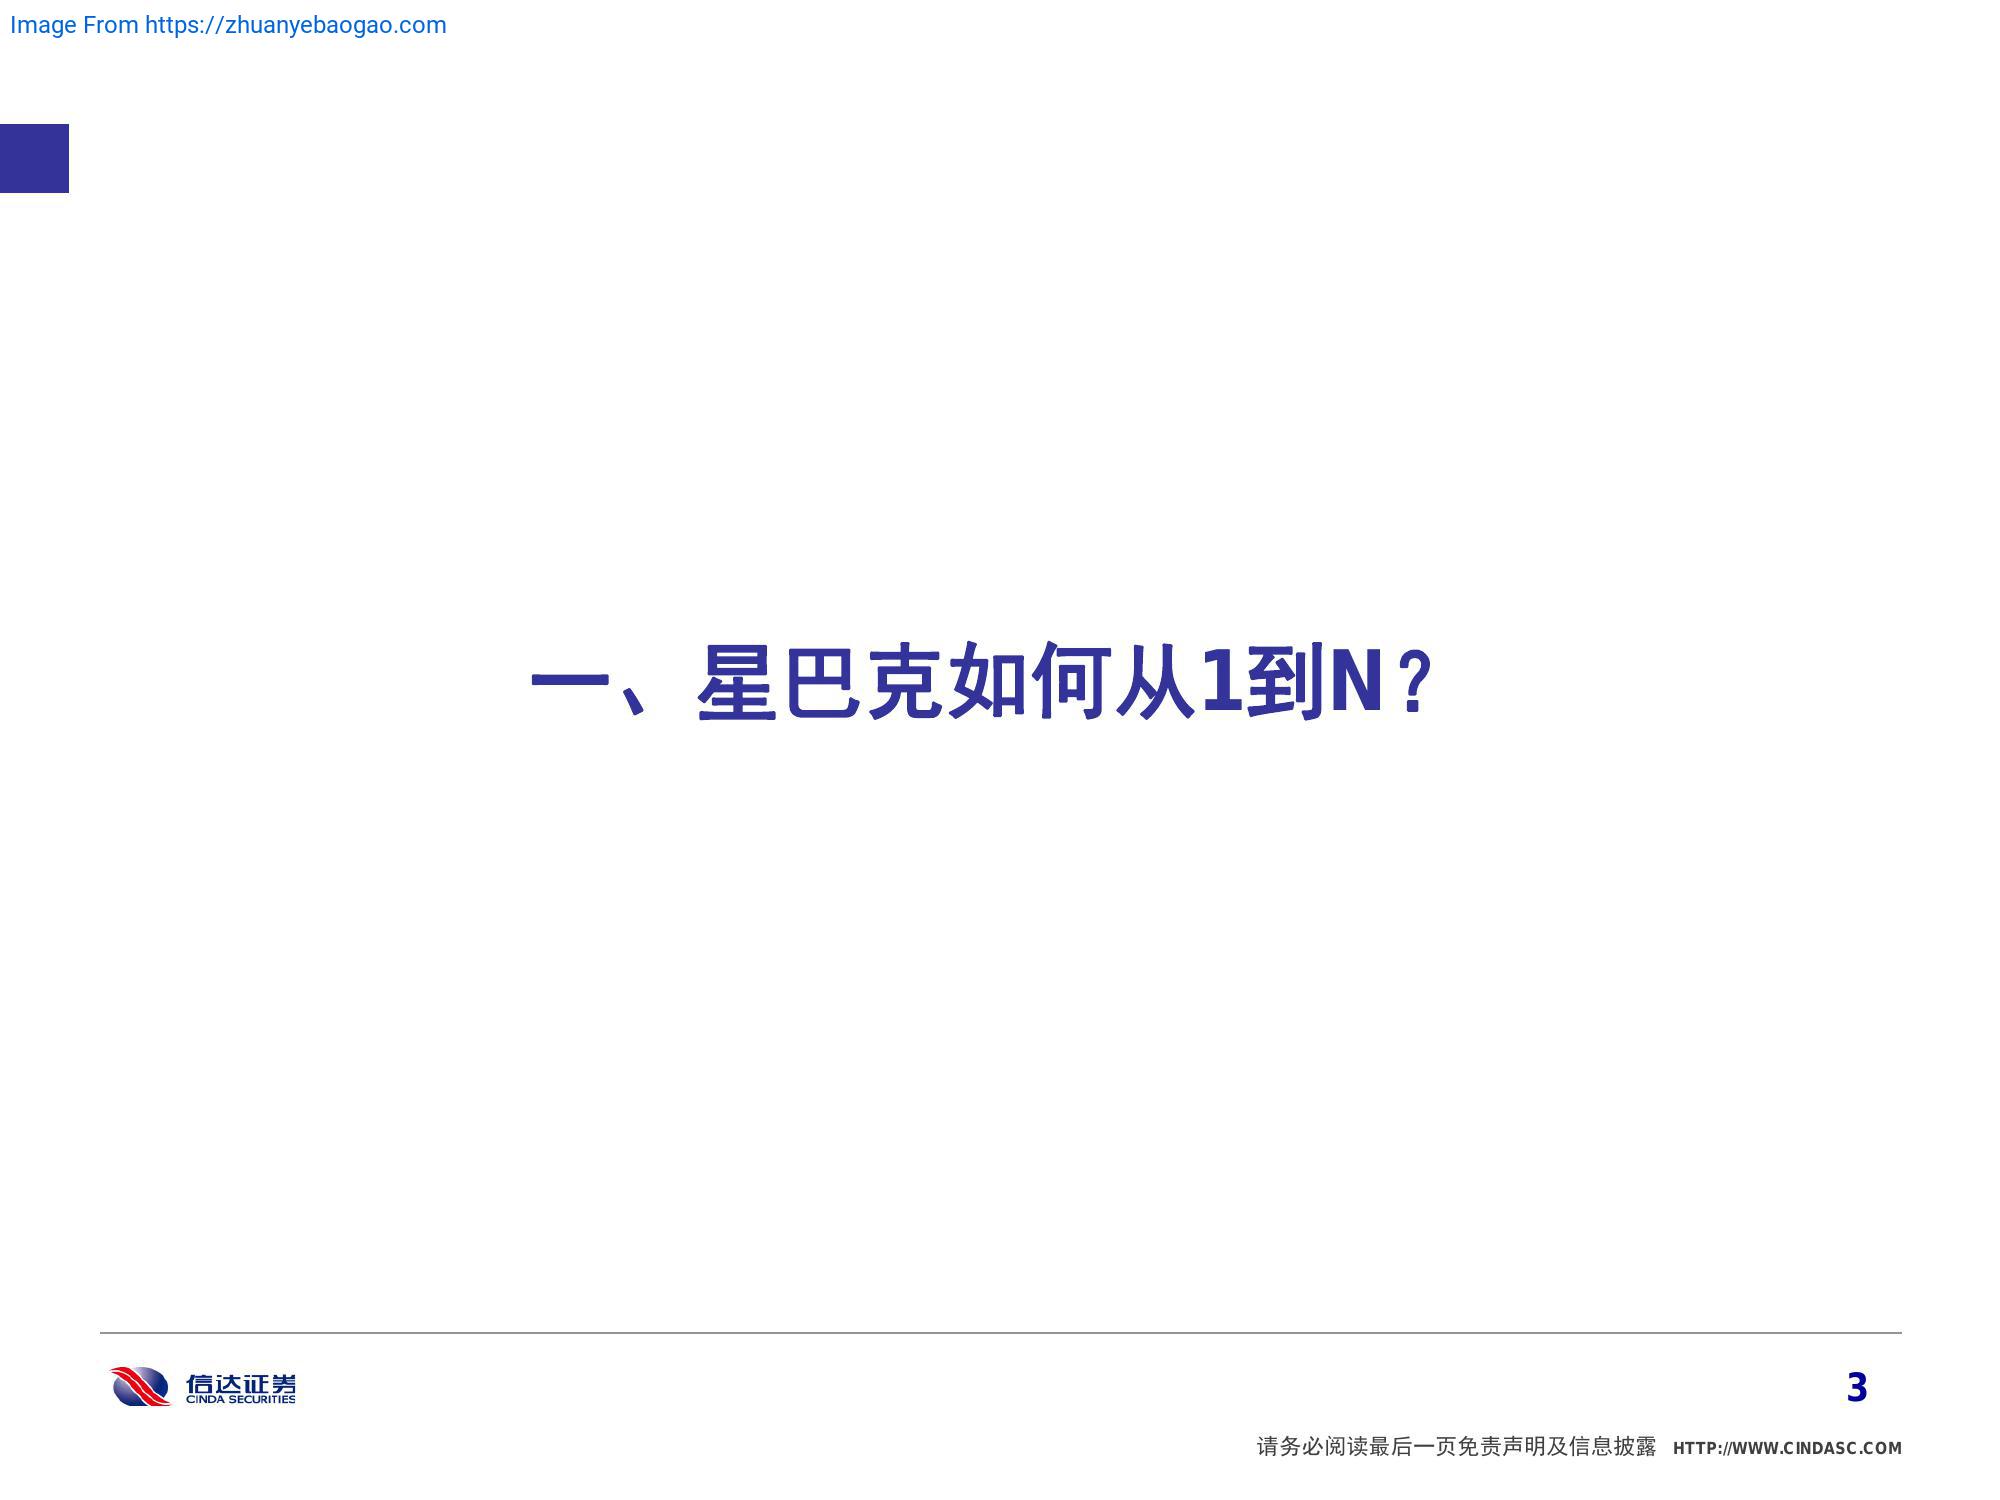 Image From https://zhuanyebaogao.com
一、星巴克如何从1到N？
信达证券
CINDA SECURITIES
3
请务必阅读最后一页免责声明及信息披露 HTTP://WWW.CINDASC.COM